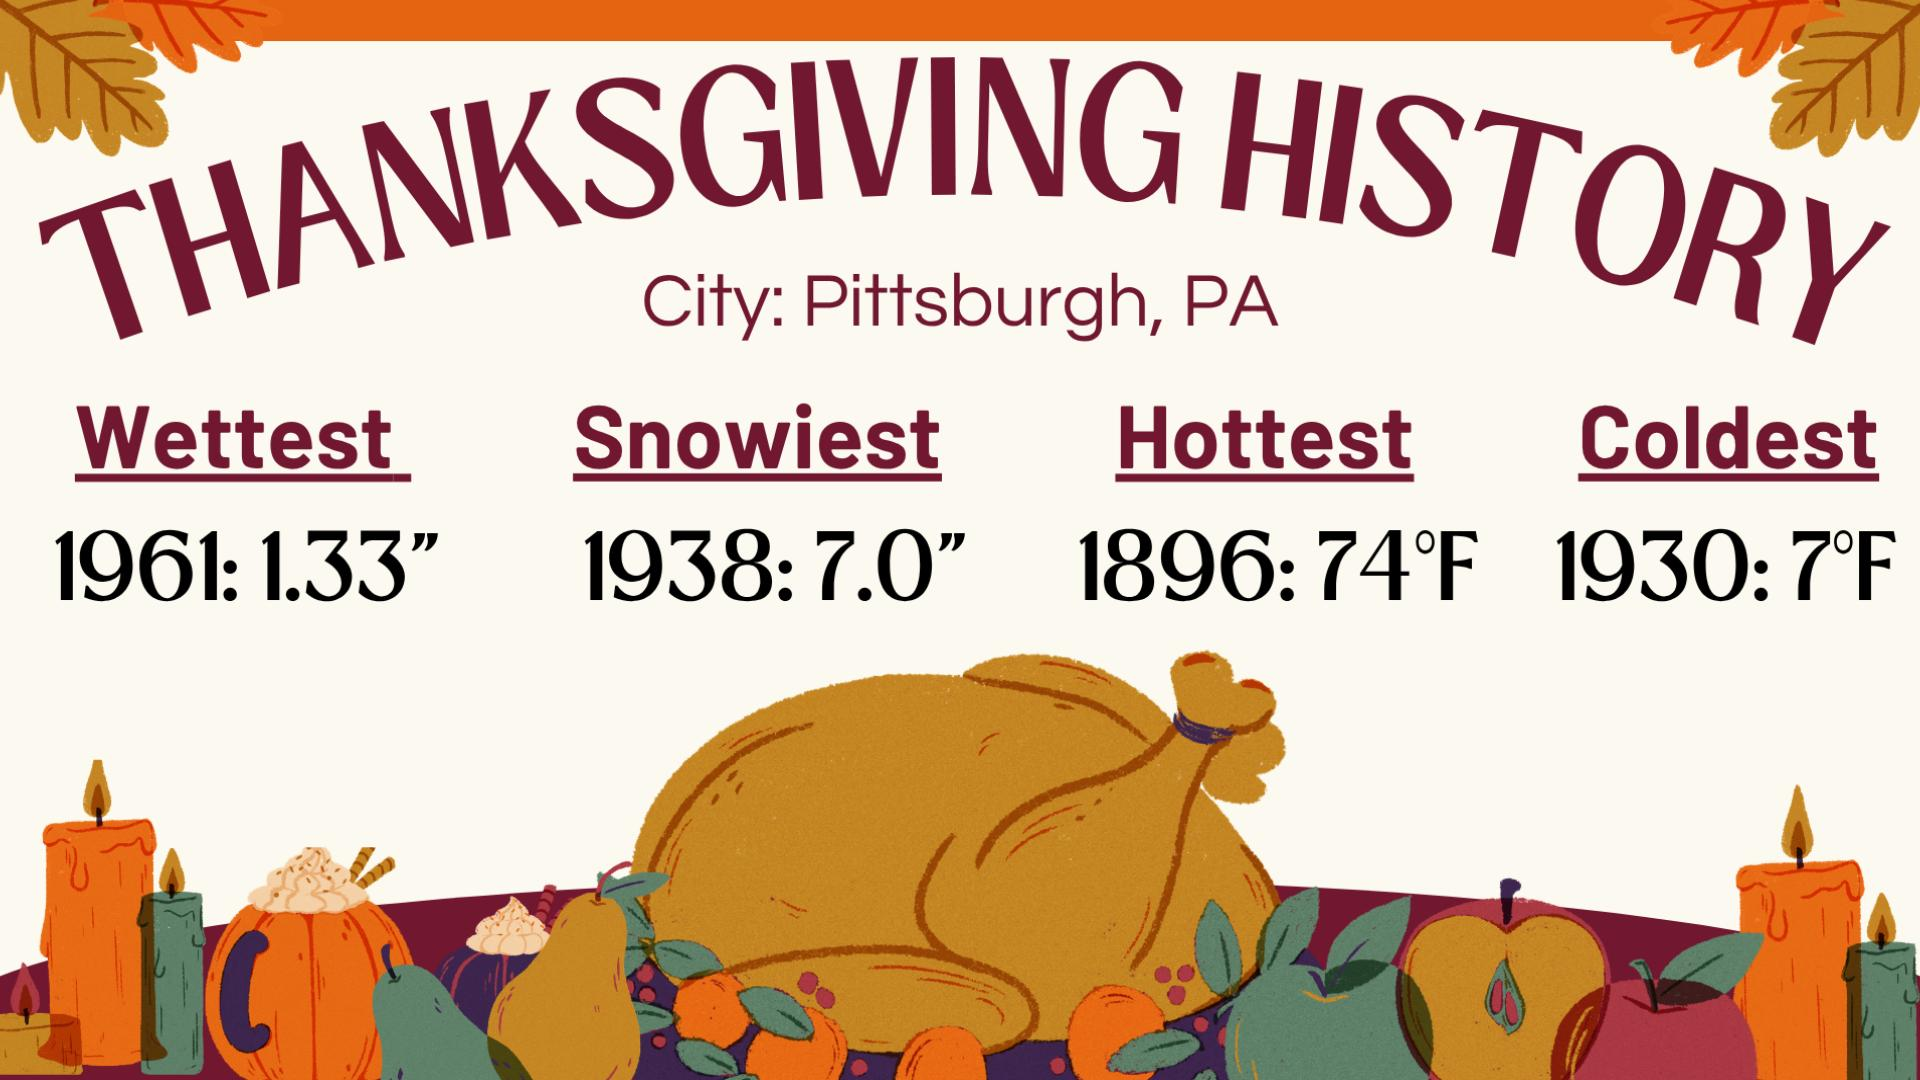 THANKSGIVING HISTORY
City: Pittsburgh, PA
Wettest Snowiest Hottest Coldest
1961: 1.33” 1938: 7.0” 1896: 74°F 1930: 7°F